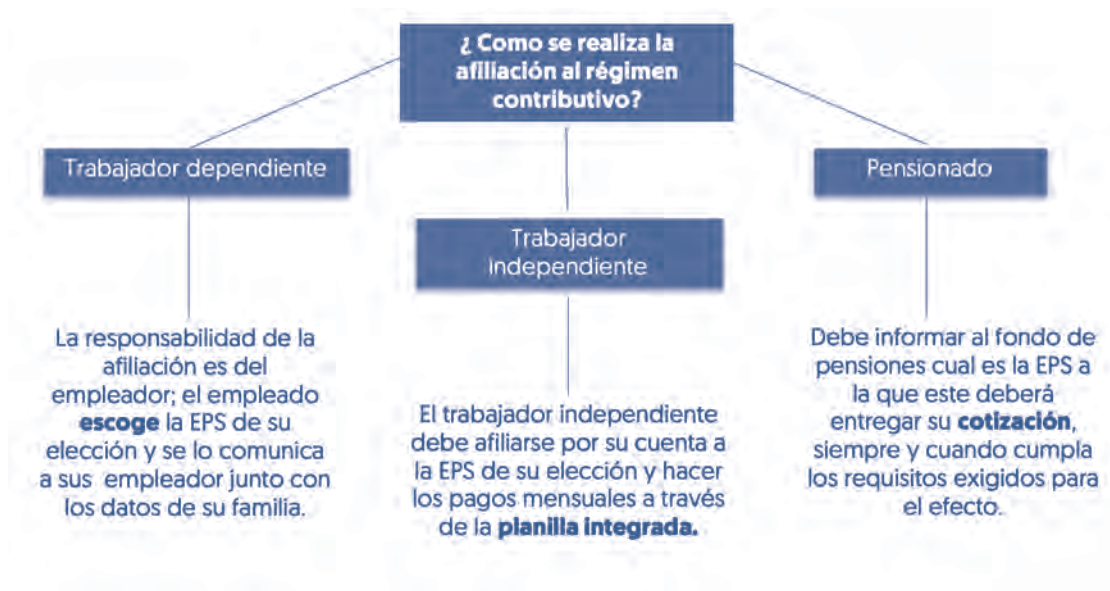 ¿ Como se realiza la
afiliación al régimen
contributivo?
Trabajador dependiente
La responsabilidad de la
afiliación es del
empleador; el empleado
escoge la EPS de su
elección y se lo comunica
a sus empleador junto con
los datos de su familia.
Trabajador
independiente
El trabajador independiente
debe afiliarse por su cuenta a
la EPS de su elección y hacer
los pagos mensuales a través
de la planilla integrada.
Pensionado
Debe informar al fondo de
pensiones cual es la EPS a
la que este deberá
entregar su cotización,
siempre y cuando cumpla
los requisitos exigidos para
el efecto.